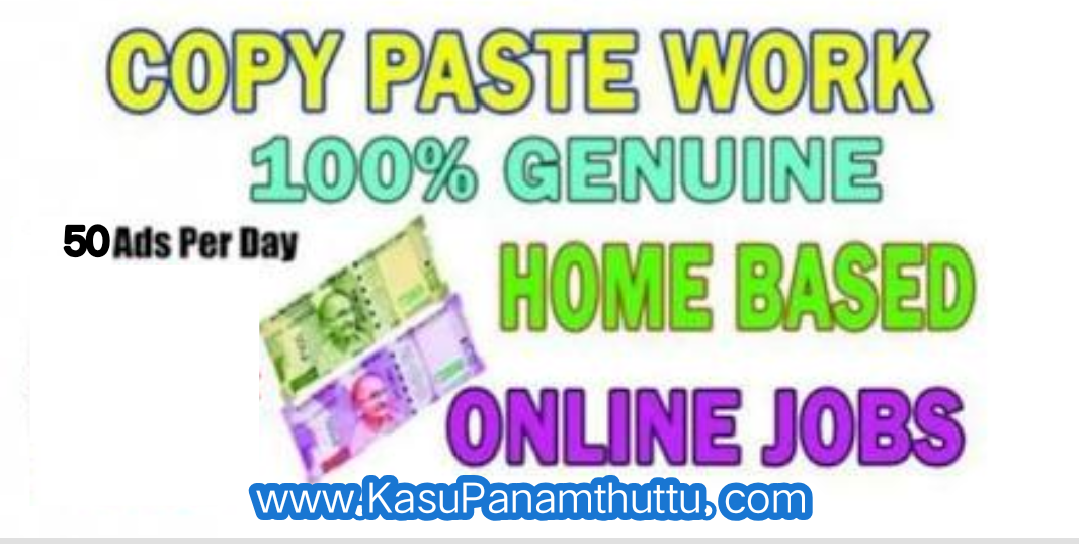 COPY PASTE WORK
100% GENUINE
50 Ads Per Day
HOME BASED
ONLINE JOBS
www.KasuPanamthuttu, com